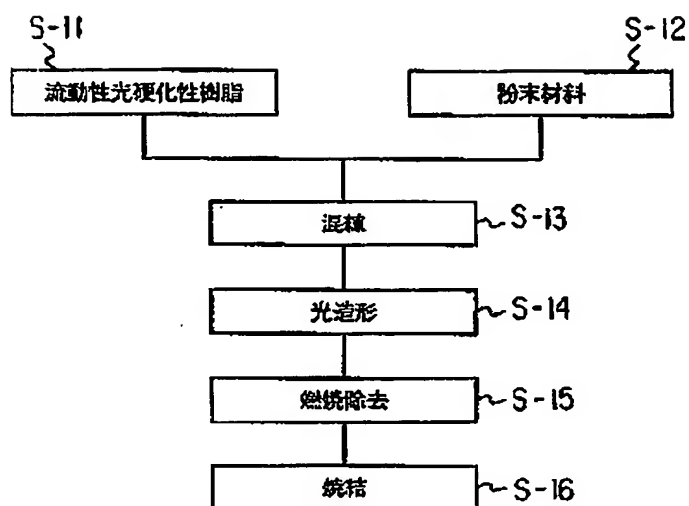 S-11
S-12
流動性光硬化性樹脂
粉末材料
混練
S-13
光造形
S-14
燃焼除去
S-15
焼結
S-16